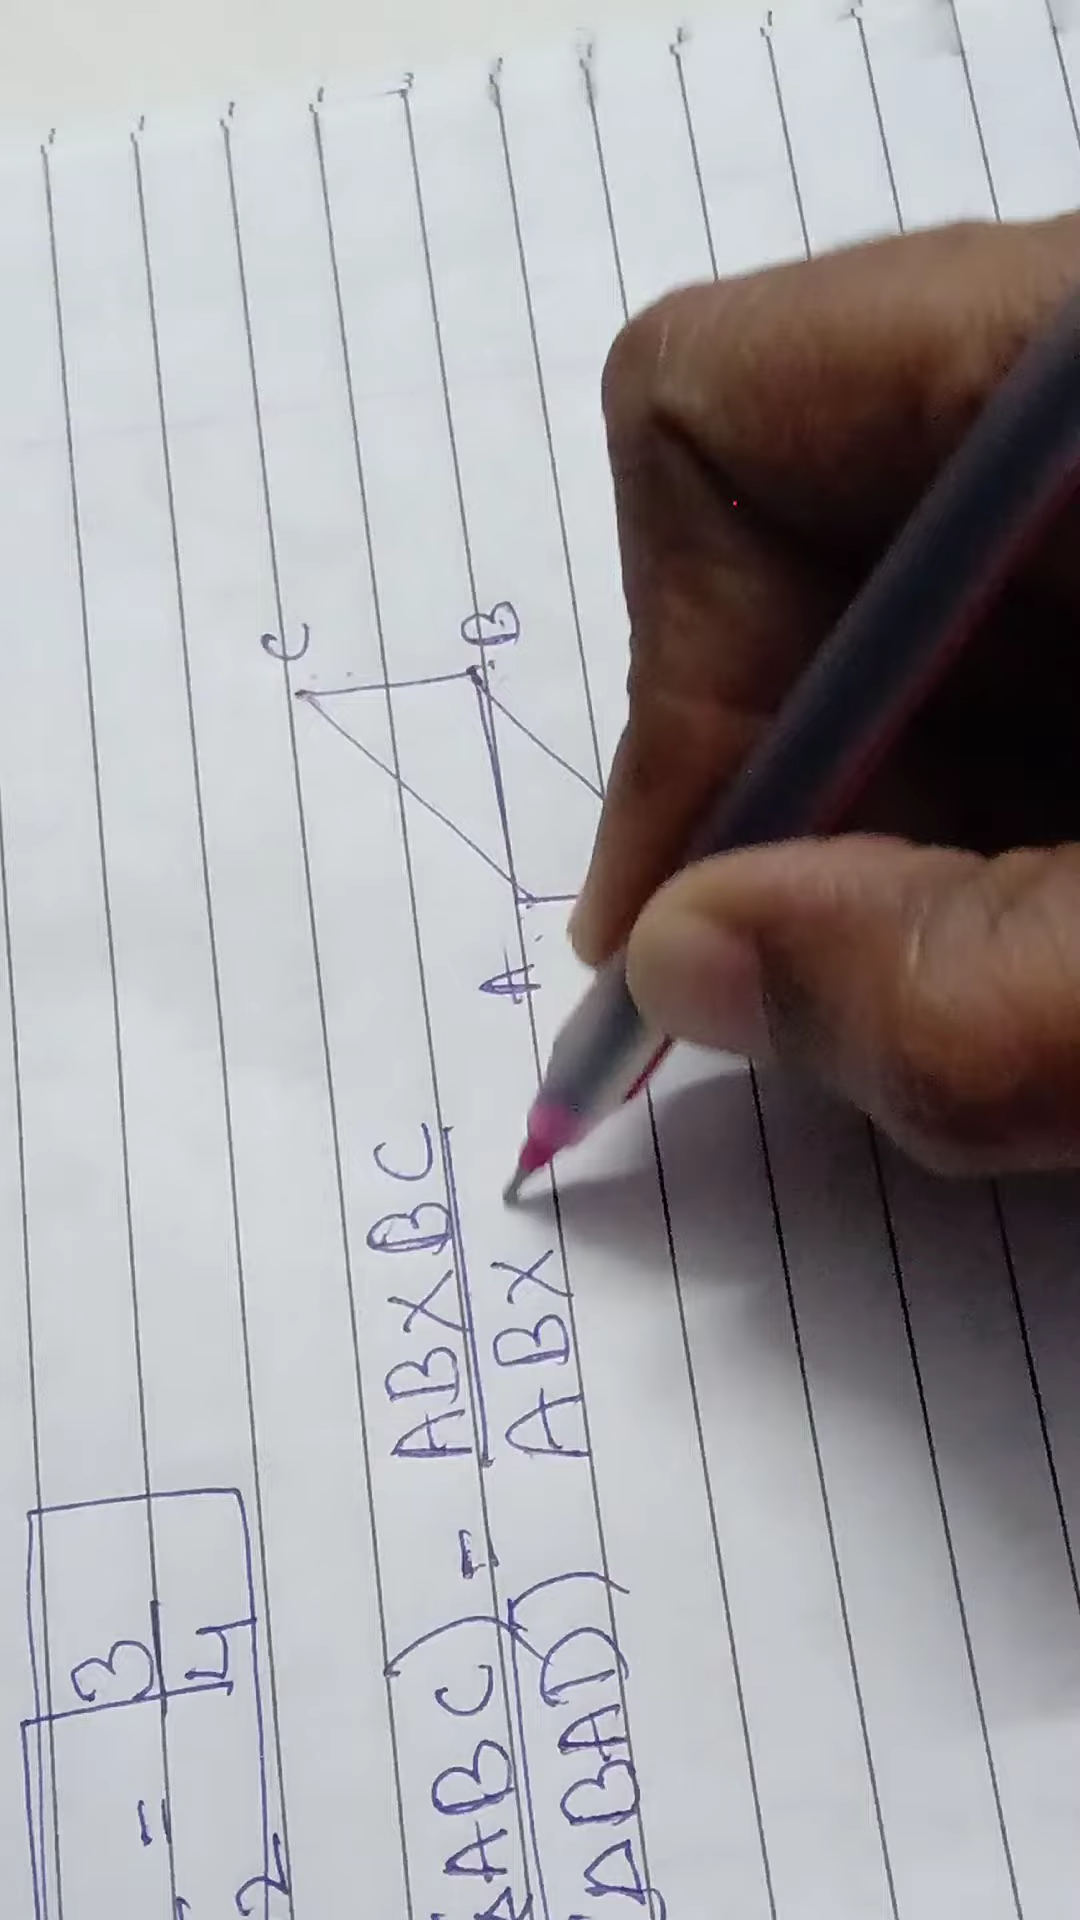 = 3/4
2
A(ΔABC) = AB×BC
A(ΔBAD) AB×
C
B
A